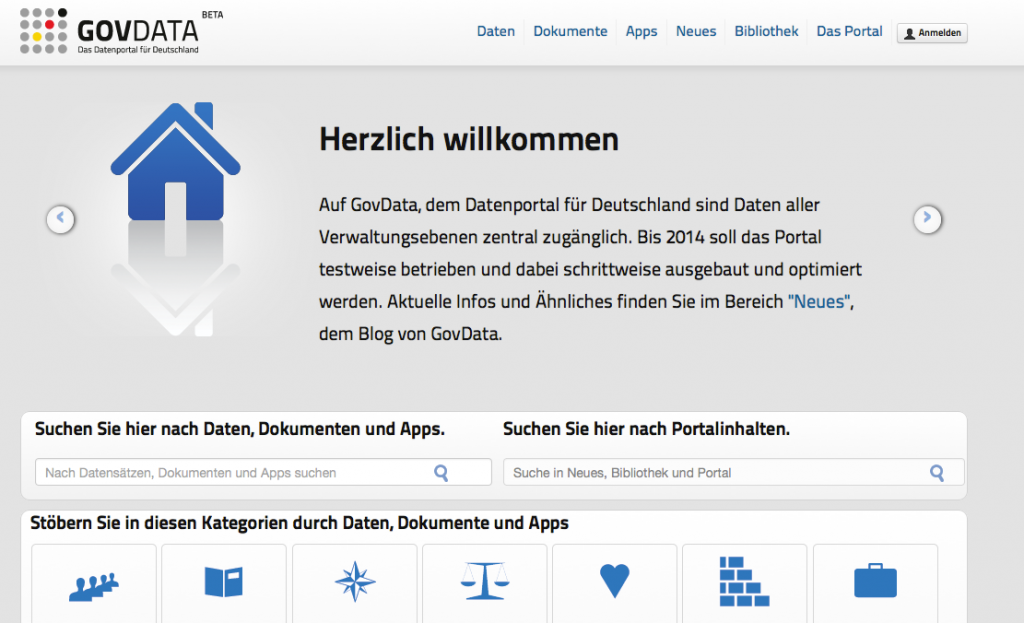 GOVDATA BETA
Das Datenportal für Deutschland
Daten Dokumente Apps Neues Bibliothek Das Portal Anmelden
Herzlich willkommen
Auf GovData, dem Datenportal für Deutschland sind Daten aller
Verwaltungsebenen zentral zugänglich. Bis 2014 soll das Portal
testweise betrieben und dabei schrittweise ausgebaut und optimiert
werden. Aktuelle Infos und Ähnliches finden Sie im Bereich "Neues",
dem Blog von GovData.
Suchen Sie hier nach Daten, Dokumenten und Apps.
Nach Datensätzen, Dokumenten und Apps suchen
Suchen Sie hier nach Portalinhalten.
Suche in Neues, Bibliothek und Portal
Stöbern Sie in diesen Kategorien durch Daten, Dokumente und Apps